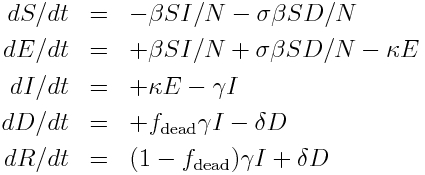 dS/dt = −βSI/N − σβSD/N
dE/dt = +βSI/N + σβSD/N − κE
dI/dt = +κE − γI
dD/dt = +f_dead γI − δD
dR/dt = (1 − f_dead)γI + δD